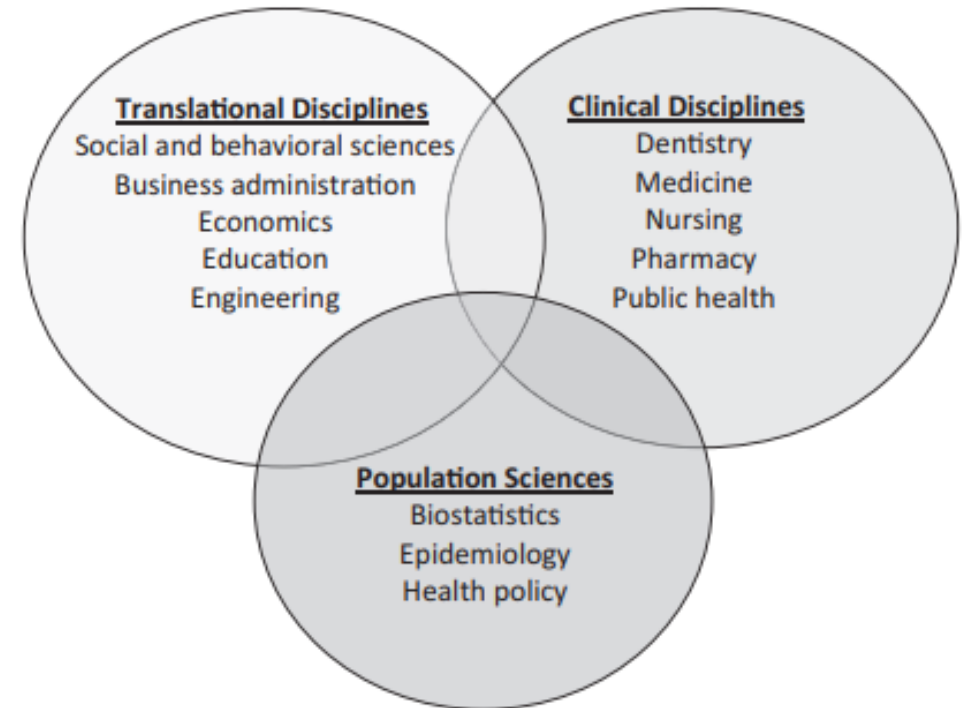 Translational Disciplines
Social and behavioral sciences
Business administration
Economics
Education
Engineering
Clinical Disciplines
Dentistry
Medicine
Nursing
Pharmacy
Public health
Population Sciences
Biostatistics
Epidemiology
Health policy